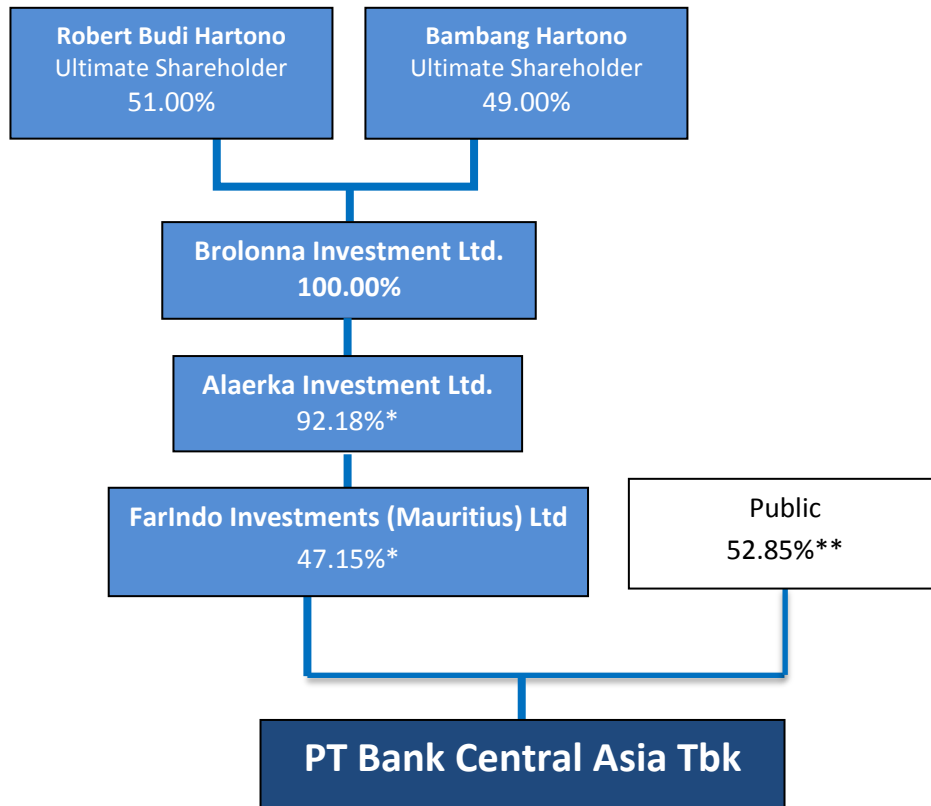 Robert Budi Hartono
Ultimate Shareholder
51.00%
Bambang Hartono
Ultimate Shareholder
49.00%
Brolonna Investment Ltd.
100.00%
Alaerka Investment Ltd.
92.18%*
FarIndo Investments (Mauritius) Ltd
47.15%*
Public
52.85%**
PT Bank Central Asia Tbk